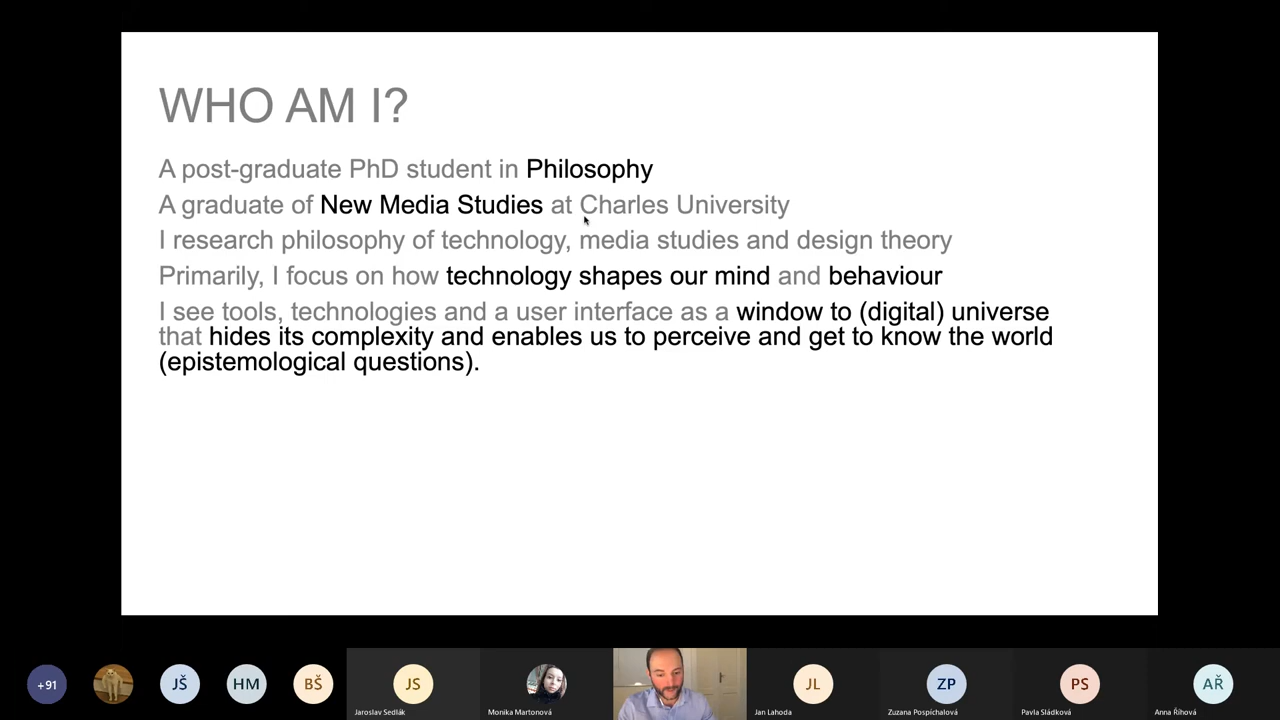 WHO AM I?
A post-graduate PhD student in Philosophy
A graduate of New Media Studies at Charles University
I research philosophy of technology, media studies and design theory
Primarily, I focus on how technology shapes our mind and behaviour
I see tools, technologies and a user interface as a window to (digital) universe
that hides its complexity and enables us to perceive and get to know the world
(epistemological questions).
+91
JŠ
HM
BŠ
JS
JL
ZP
PS
AŘ
Jaroslav Sedlák
Monika Martonová
Jan Lahoda
Zuzana Pospíchalová
Pavla Sládková
Anna Říhová